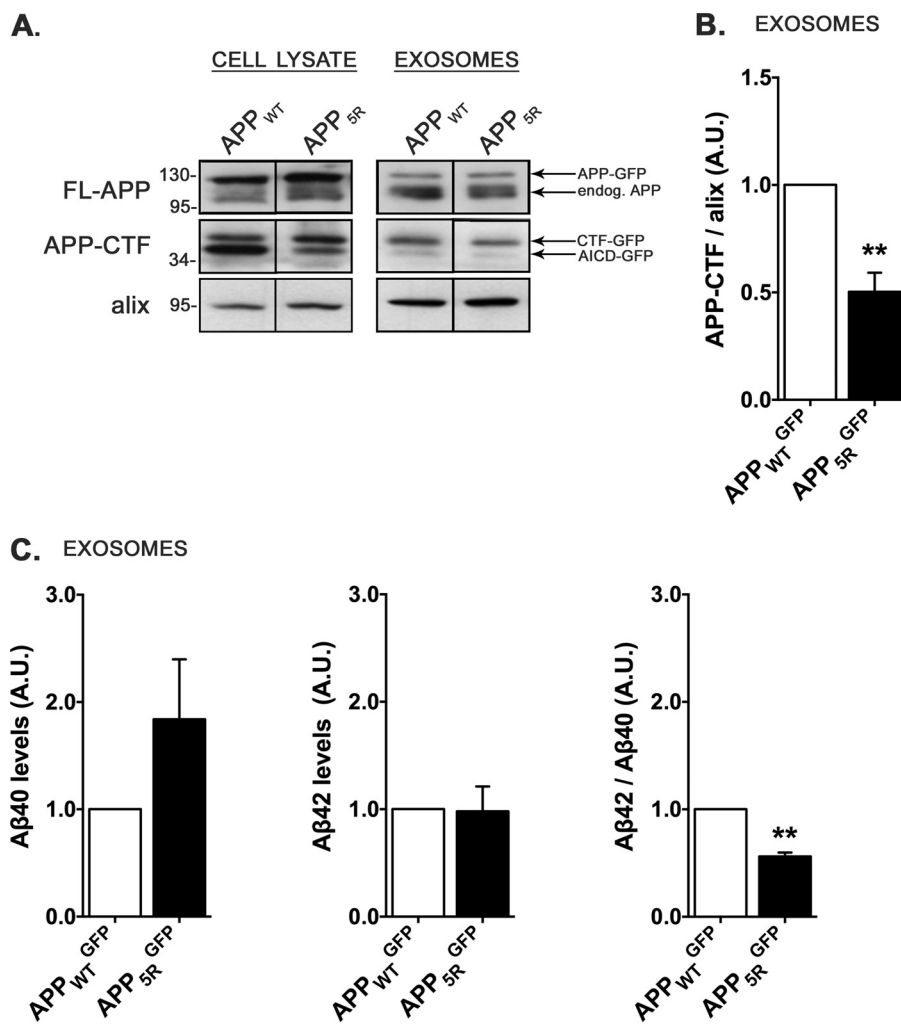 A.
CELL LYSATE EXOSOMES
APP WT APP 5R APP WT APP 5R
FL-APP 130- APP-GFP
95- endog. APP
APP-CTF CTF-GFP
34- AICD-GFP
alix 95-
B. EXOSOMES
APP-CTF / alix (A.U.)
1.5
1.0
0.5
0.0
**
APP WT GFP APP 5R GFP
C. EXOSOMES
Aβ40 levels (A.U.)
3.0
2.0
1.0
0.0
APP WT GFP APP 5R GFP
Aβ42 levels (A.U.)
3.0
2.0
1.0
0.0
APP WT GFP APP 5R GFP
Aβ42 / Aβ40 (A.U.)
3.0
2.0
1.0
0.0
**
APP WT GFP APP 5R GFP